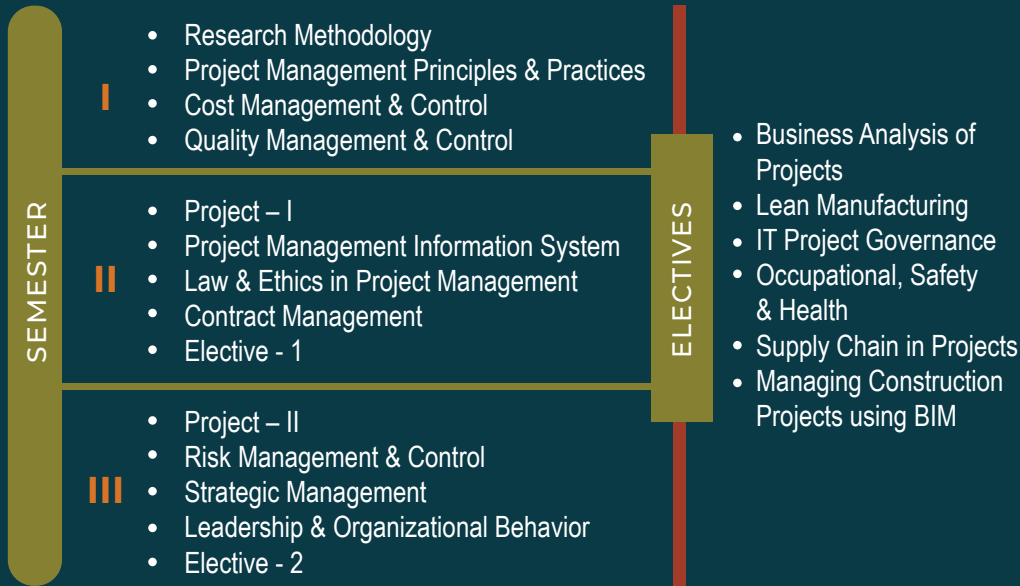 SEMESTER
I
• Research Methodology
• Project Management Principles & Practices
• Cost Management & Control
• Quality Management & Control
II
• Project – I
• Project Management Information System
• Law & Ethics in Project Management
• Contract Management
• Elective - 1
III
• Project – II
• Risk Management & Control
• Strategic Management
• Leadership & Organizational Behavior
• Elective - 2
ELECTIVES
• Business Analysis of
Projects
• Lean Manufacturing
• IT Project Governance
• Occupational, Safety
& Health
• Supply Chain in Projects
• Managing Construction
Projects using BIM